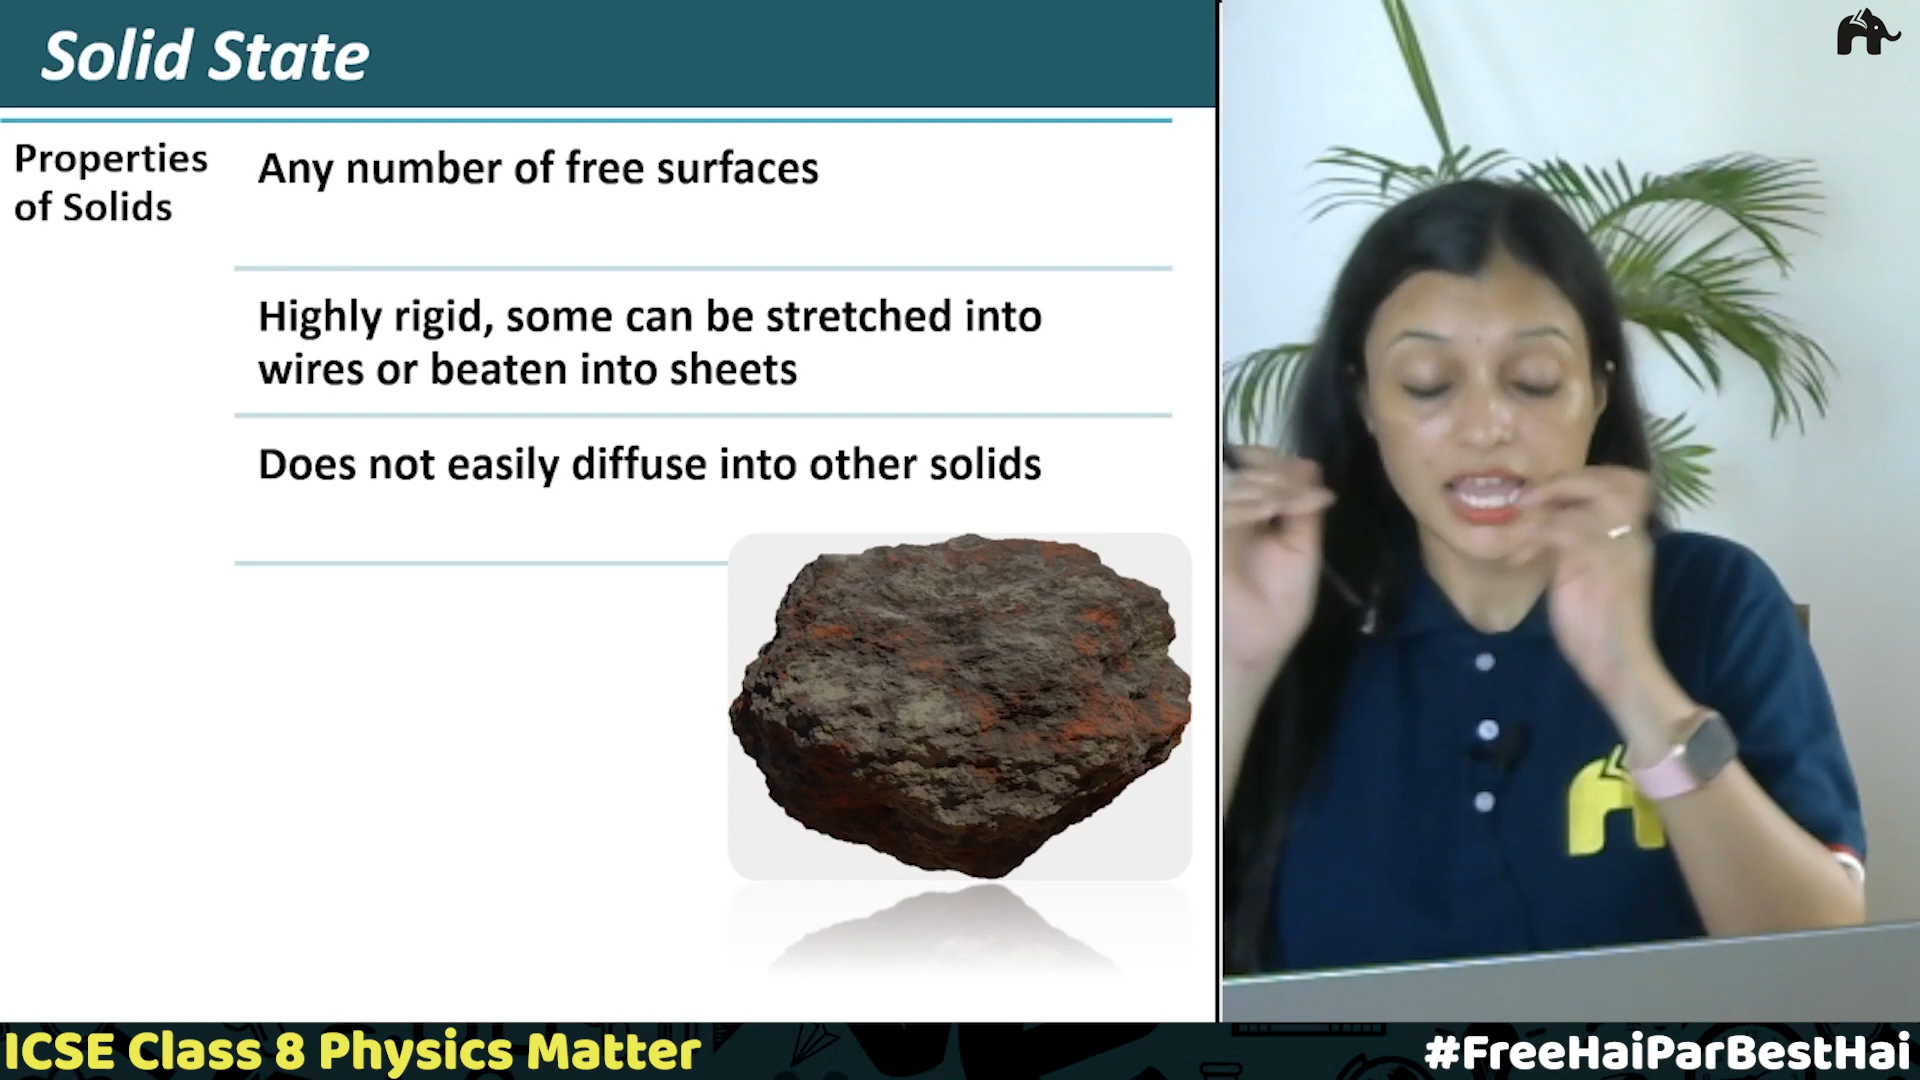 Solid State
Properties
of Solids
Any number of free surfaces
Highly rigid, some can be stretched into
wires or beaten into sheets
Does not easily diffuse into other solids
ICSE Class 8 Physics Matter
#FreeHaiParBestHai